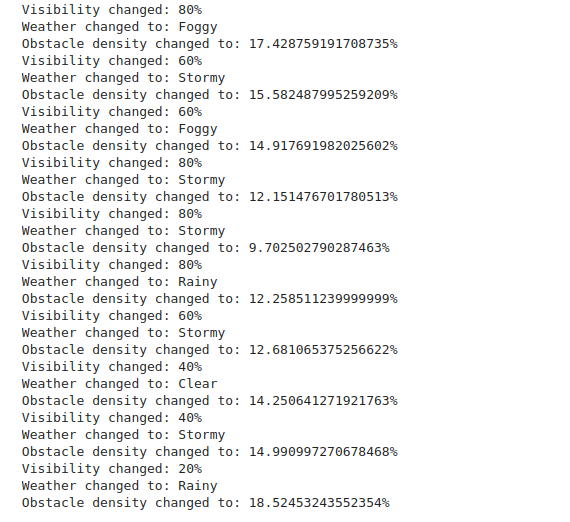 Visibility changed: 80%
Weather changed to: Foggy
Obstacle density changed to: 17.428759191708735%
Visibility changed: 60%
Weather changed to: Stormy
Obstacle density changed to: 15.582487995259209%
Visibility changed: 60%
Weather changed to: Foggy
Obstacle density changed to: 14.917691982025602%
Visibility changed: 80%
Weather changed to: Stormy
Obstacle density changed to: 12.151476701780513%
Visibility changed: 80%
Weather changed to: Stormy
Obstacle density changed to: 9.702502790287463%
Visibility changed: 80%
Weather changed to: Rainy
Obstacle density changed to: 12.258511239999999%
Visibility changed: 60%
Weather changed to: Stormy
Obstacle density changed to: 12.681065375256622%
Visibility changed: 40%
Weather changed to: Clear
Obstacle density changed to: 14.250641271921763%
Visibility changed: 40%
Weather changed to: Stormy
Obstacle density changed to: 14.990997270678468%
Visibility changed: 20%
Weather changed to: Rainy
Obstacle density changed to: 18.52453243552354%